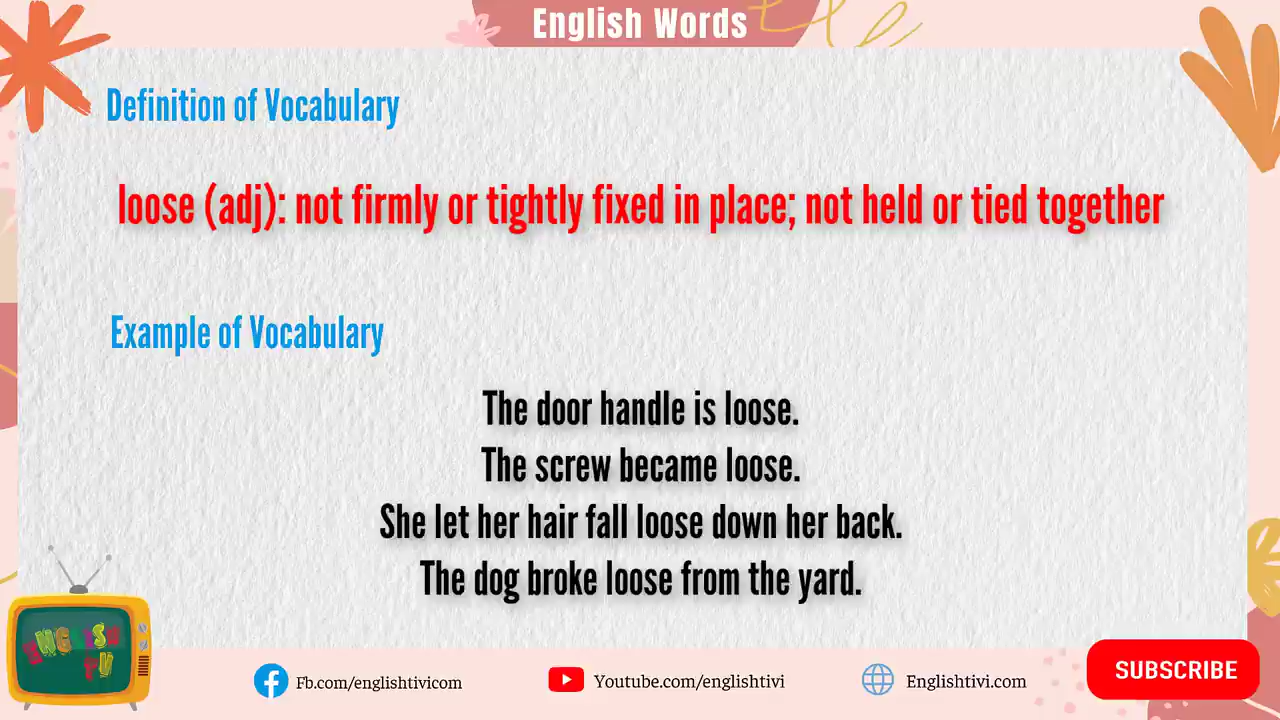 English Words
Definition of Vocabulary
loose (adj): not firmly or tightly fixed in place; not held or tied together
Example of Vocabulary
The door handle is loose.
The screw became loose.
She let her hair fall loose down her back.
The dog broke loose from the yard.
ENGLISH
TV
Fb.com/englishtivicom
Youtube.com/englishtivi
Englishtivi.com
SUBSCRIBE